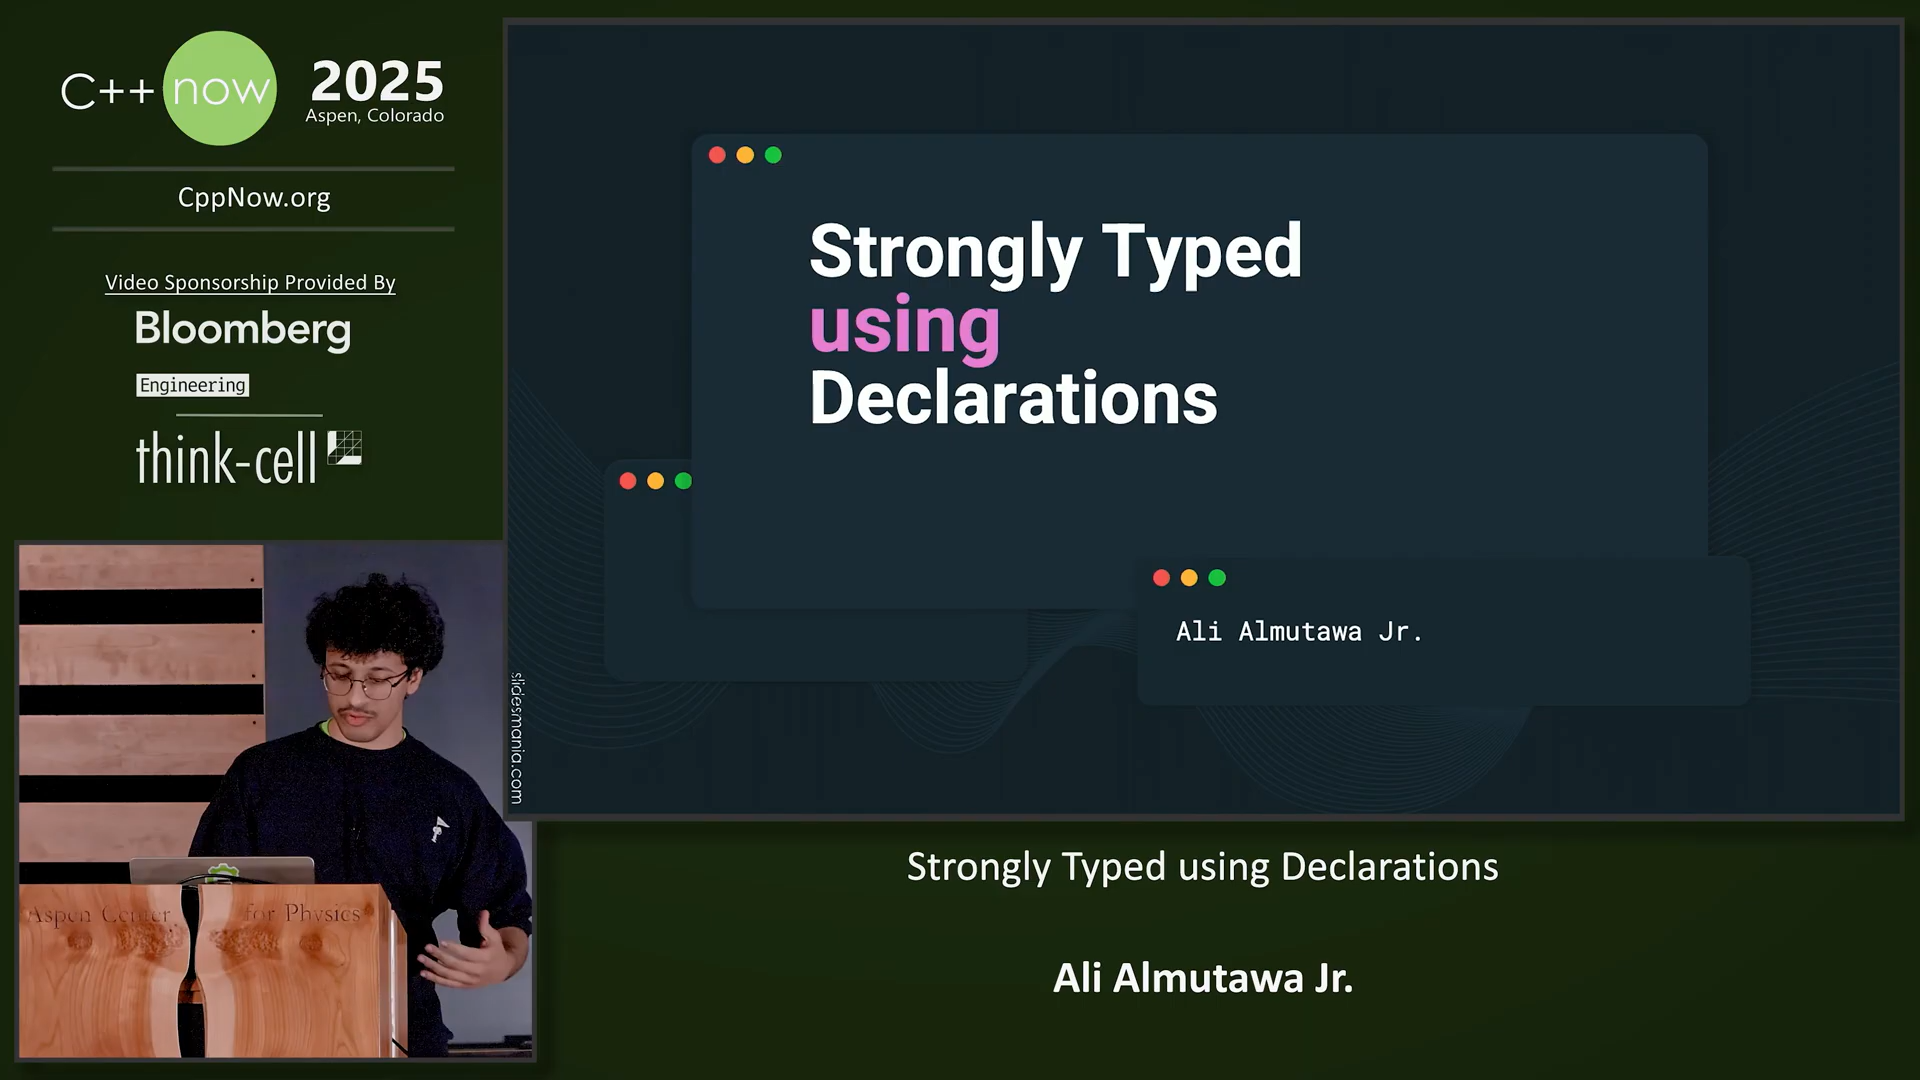 C++ now 2025
Aspen, Colorado
CppNow.org
Video Sponsorship Provided By
Bloomberg
Engineering
think-cell
Strongly Typed
using
Declarations
Ali Almutawa Jr.
slidesmania.com
Aspen Center for Physics
Strongly Typed using Declarations
Ali Almutawa Jr.